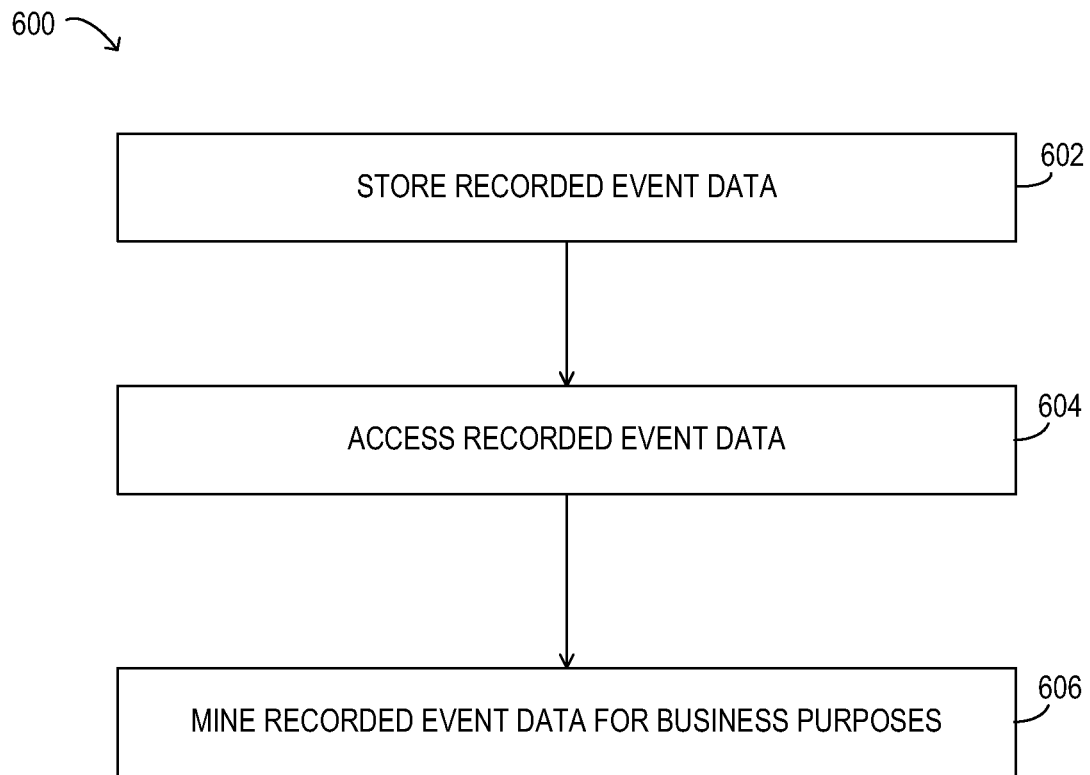 600
602
STORE RECORDED EVENT DATA
604
ACCESS RECORDED EVENT DATA
606
MINE RECORDED EVENT DATA FOR BUSINESS PURPOSES